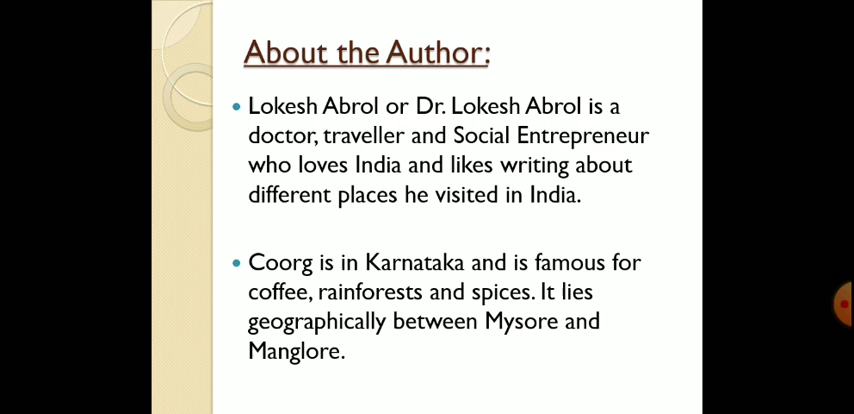 About the Author:
Lokesh Abrol or Dr. Lokesh Abrol is a
doctor, traveller and Social Entrepreneur
who loves India and likes writing about
different places he visited in India.
Coorg is in Karnataka and is famous for
coffee, rainforests and spices. It lies
geographically between Mysore and
Manglore.